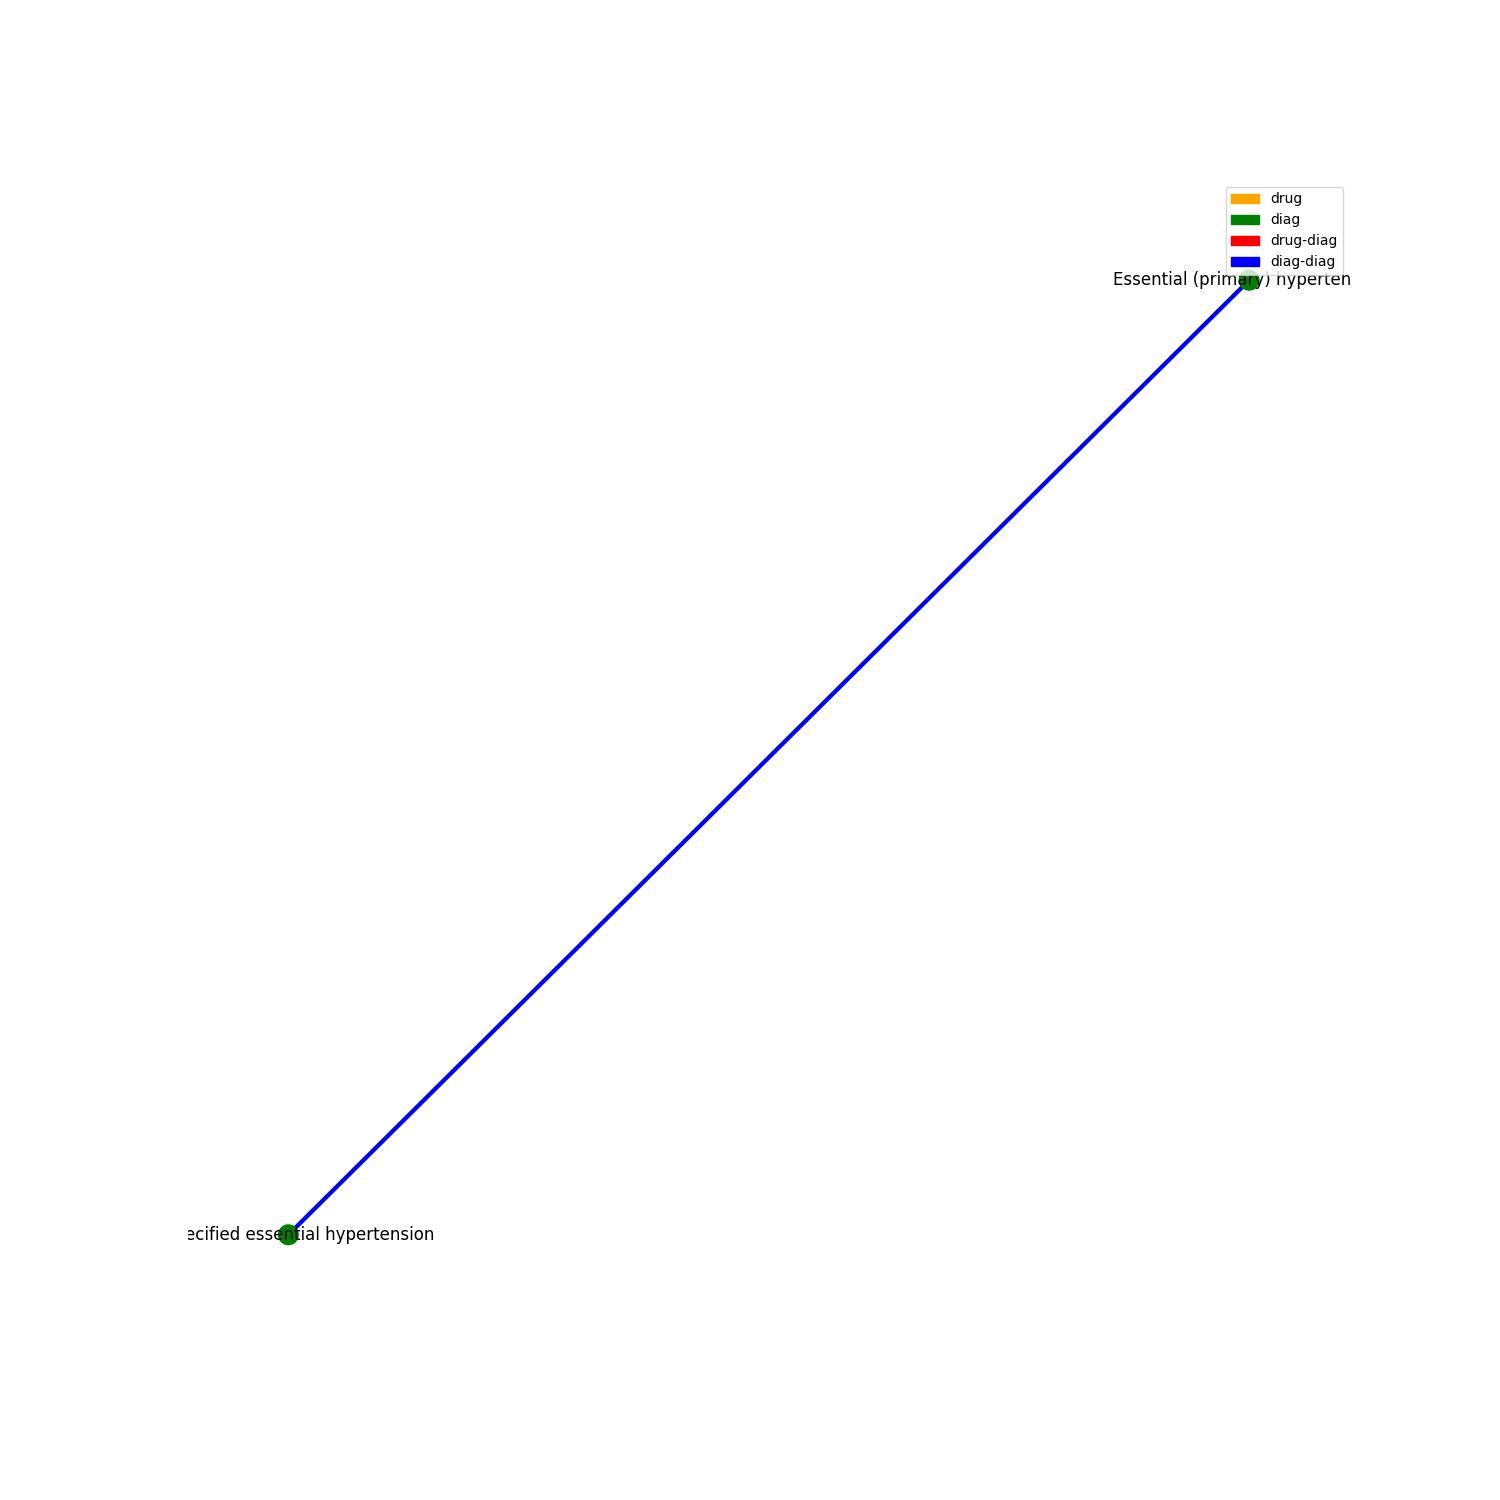 drug
diag
drug-diag
diag-diag
Essential (primary) hyperten
ecified essential hypertension